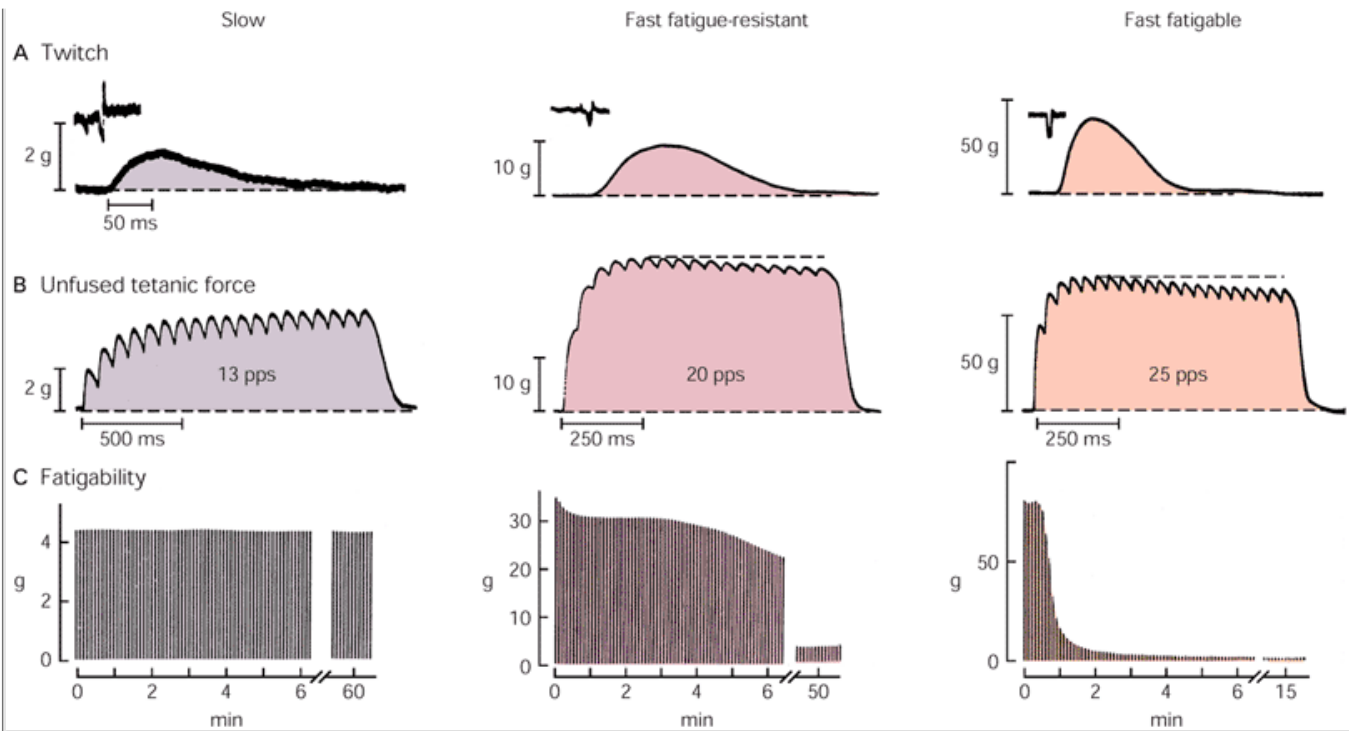 Slow Fast fatigue-resistant Fast fatigable
A Twitch
2 g 10 g 50 g
50 ms
B Unfused tetanic force
13 pps 20 pps 25 pps
2 g 10 g 50 g
500 ms 250 ms 250 ms
C Fatigability
4
2
0
g
0 2 4 6 60
min
30
20
10
0
g
0 2 4 6 50
min
50
0
g
0 2 4 6 15
min